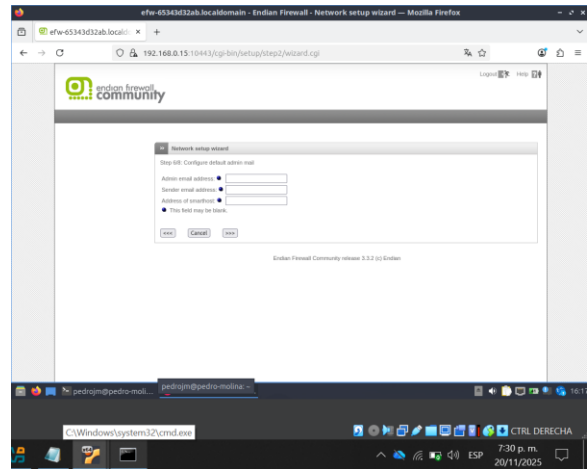 efw-65343d32ab.localdomain - Endian Firewall - Network setup wizard — Mozilla Firefox
efw-65343d32ab.locald
192.168.0.15:10443/cgi-bin/setup/step2/wizard.cgi
endian firewall
community
Logout
Help
Network setup wizard
Step 6/8: Configure default admin mail
Admin email address:
Sender email address:
Address of smarthost:
This field may be blank.
<<<
Cancel
>>>
Endian Firewall Community release 3.3.2 (c) Endian
pedrojm@pedro-moli...
pedrojm@pedro-molina: ~
16:17
C:\Windows\system32\cmd.exe
CTRL DERECHA
ESP
7:30 p. m.
20/11/2025